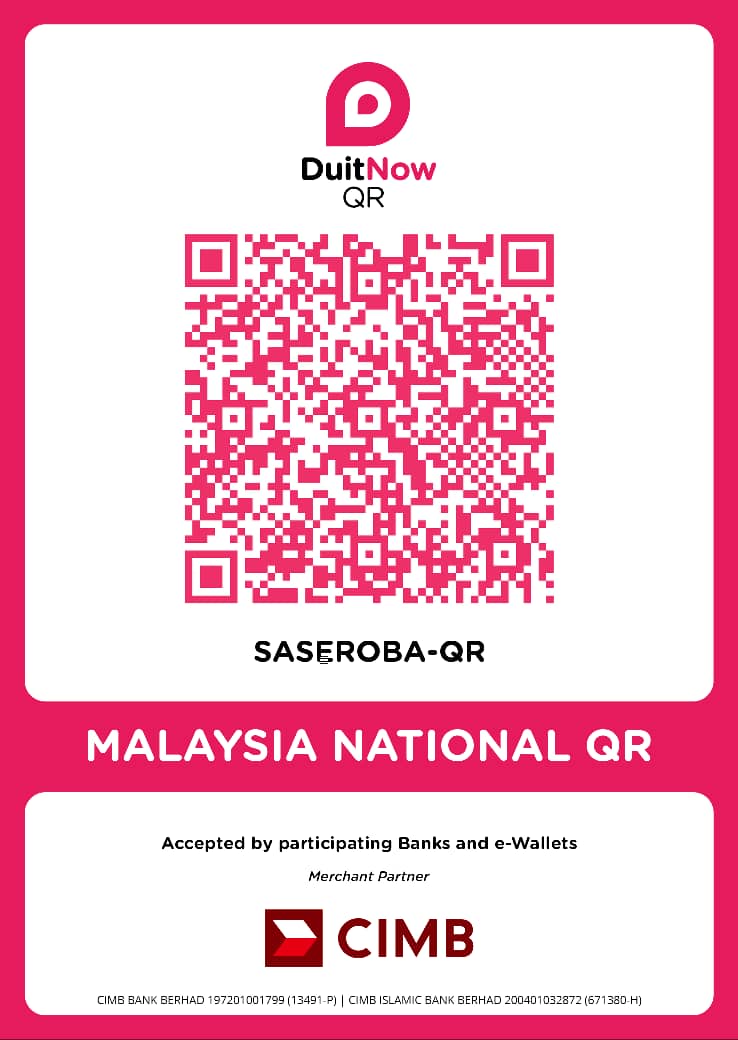 DuitNow
QR
SASEROBA-QR
MALAYSIA NATIONAL QR
Accepted by participating Banks and e-Wallets
Merchant Partner
CIMB
CIMB BANK BERHAD 197201001799 (13491-P) | CIMB ISLAMIC BANK BERHAD 200401032872 (671380-H)